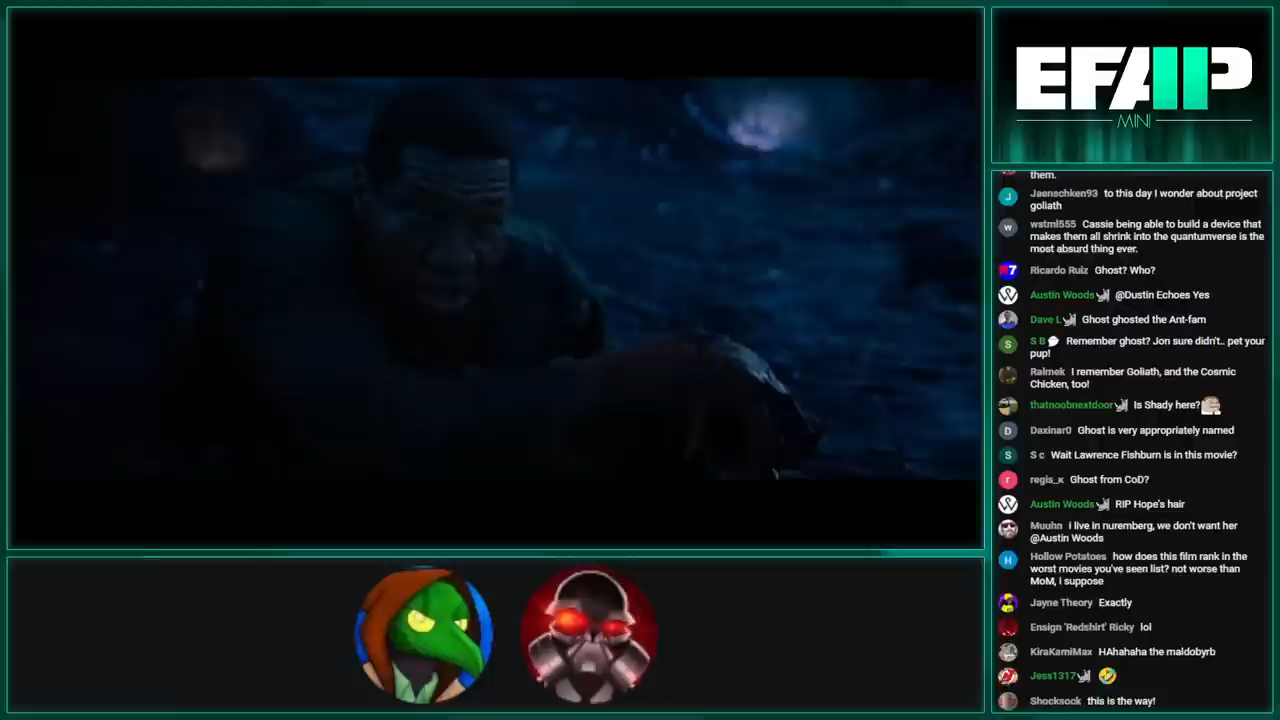 EFAP
MINI
them.
Jaenschken93 to this day I wonder about project
goliath
wstml555 Cassie being able to build a device that
makes them all shrink into the quantumverse is the
most absurd thing ever.
Ricardo Ruiz Ghost? Who?
Austin Woods @Dustin Echoes Yes
Dave L Ghost ghosted the Ant-fam
S B Remember ghost? Jon sure didn't.. pet your
pup!
Ralmek I remember Goliath, and the Cosmic
Chicken, too!
thatnoobnextdoor Is Shady here?
Daxinar0 Ghost is very appropriately named
S c Wait Lawrence Fishburn is in this movie?
regis_κ Ghost from CoD?
Austin Woods RIP Hope's hair
Muuhn i live in nuremberg, we don't want her
@Austin Woods
Hollow Potatoes how does this film rank in the
worst movies you've seen list? not worse than
MoM, i suppose
Jayne Theory Exactly
Ensign 'Redshirt' Ricky lol
KiraKamiMax HAhahaha the maldobyrb
Jess1317
Shocksock this is the way!